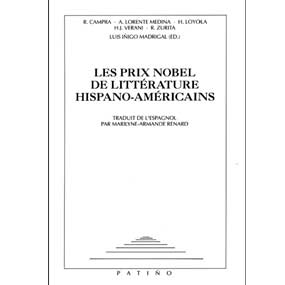 R. CAMPRA - A. LORENTE MEDINA - H. LOYOLA
H.J. VERANI - R. ZURITA
LUIS IÑIGO MADRIGAL (ED.)
LES PRIX NOBEL
DE LITTÉRATURE
HISPANO-AMÉRICAINS
TRADUIT DE L'ESPAGNOL
PAR MARILYNE-ARMANDE RENARD
PATIÑO